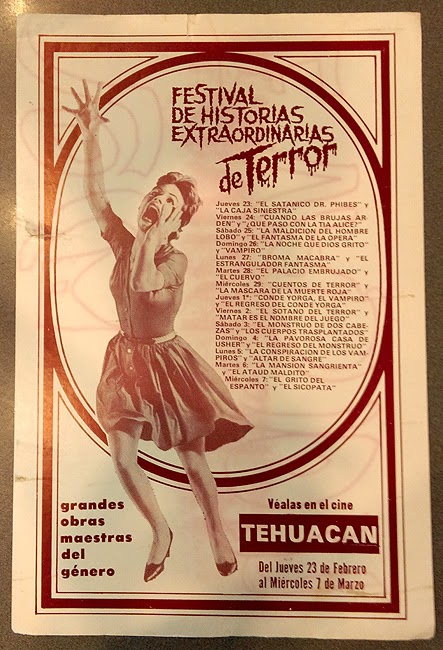 FESTIVAL
DE HISTORIAS
EXTRAORDINARIAS
de Terror
Jueves 23: "EL SATANICO DR. PHIBES" y
"LA CAJA SINIESTRA"
Viernes 24: "CUANDO LAS BRUJAS AR-
DEN" y "¿QUE PASO CON LA TIA ALICE?"
Sábado 25: "LA MALDICION DEL HOMBRE
LOBO" y "EL FANTASMA DE LA OPERA"
Domingo 26: "LA NOCHE QUE DIOS GRITO" y
"VAMPIRO"
Lunes 27: "BROMA MACABRA" y "EL
ESTRANGULADOR FANTASMA"
Martes 28: "EL PALACIO EMBRUJADO" y
"EL CUERVO"
Miércoles 29: "CUENTOS DE TERROR" y
"LA MASCARA DE LA MUERTE ROJA"
Jueves 1º: "CONDE YORGA, EL VAMPIRO"
y "EL REGRESO DEL CONDE YORGA"
Viernes 2: "EL SOTANO DEL TERROR" y
"MATAR ES EL NOMBRE DEL JUEGO"
Sábado 3: "EL MONSTRUO DE DOS CABE-
ZAS" y "LOS CUERPOS TRASPLANTADOS"
Domingo 4: "LA PAVOROSA CASA DE
USHER" y "EL REGRESO DEL MONSTRUO"
Lunes 5: "LA CONSPIRACION DE LOS VAM-
PIROS" y "ALTAR DE SANGRE"
Martes 6: "LA MANSION SANGRIENTA"
y "EL ATAUD MALDITO"
Miércoles 7: "EL GRITO DEL
ESPANTO" y "EL SICOPATA"
grandes
obras
maestras
del
género
Véalas en el cine
TEHUACAN
Del Jueves 23 de Febrero
al Miércoles 7 de Marzo